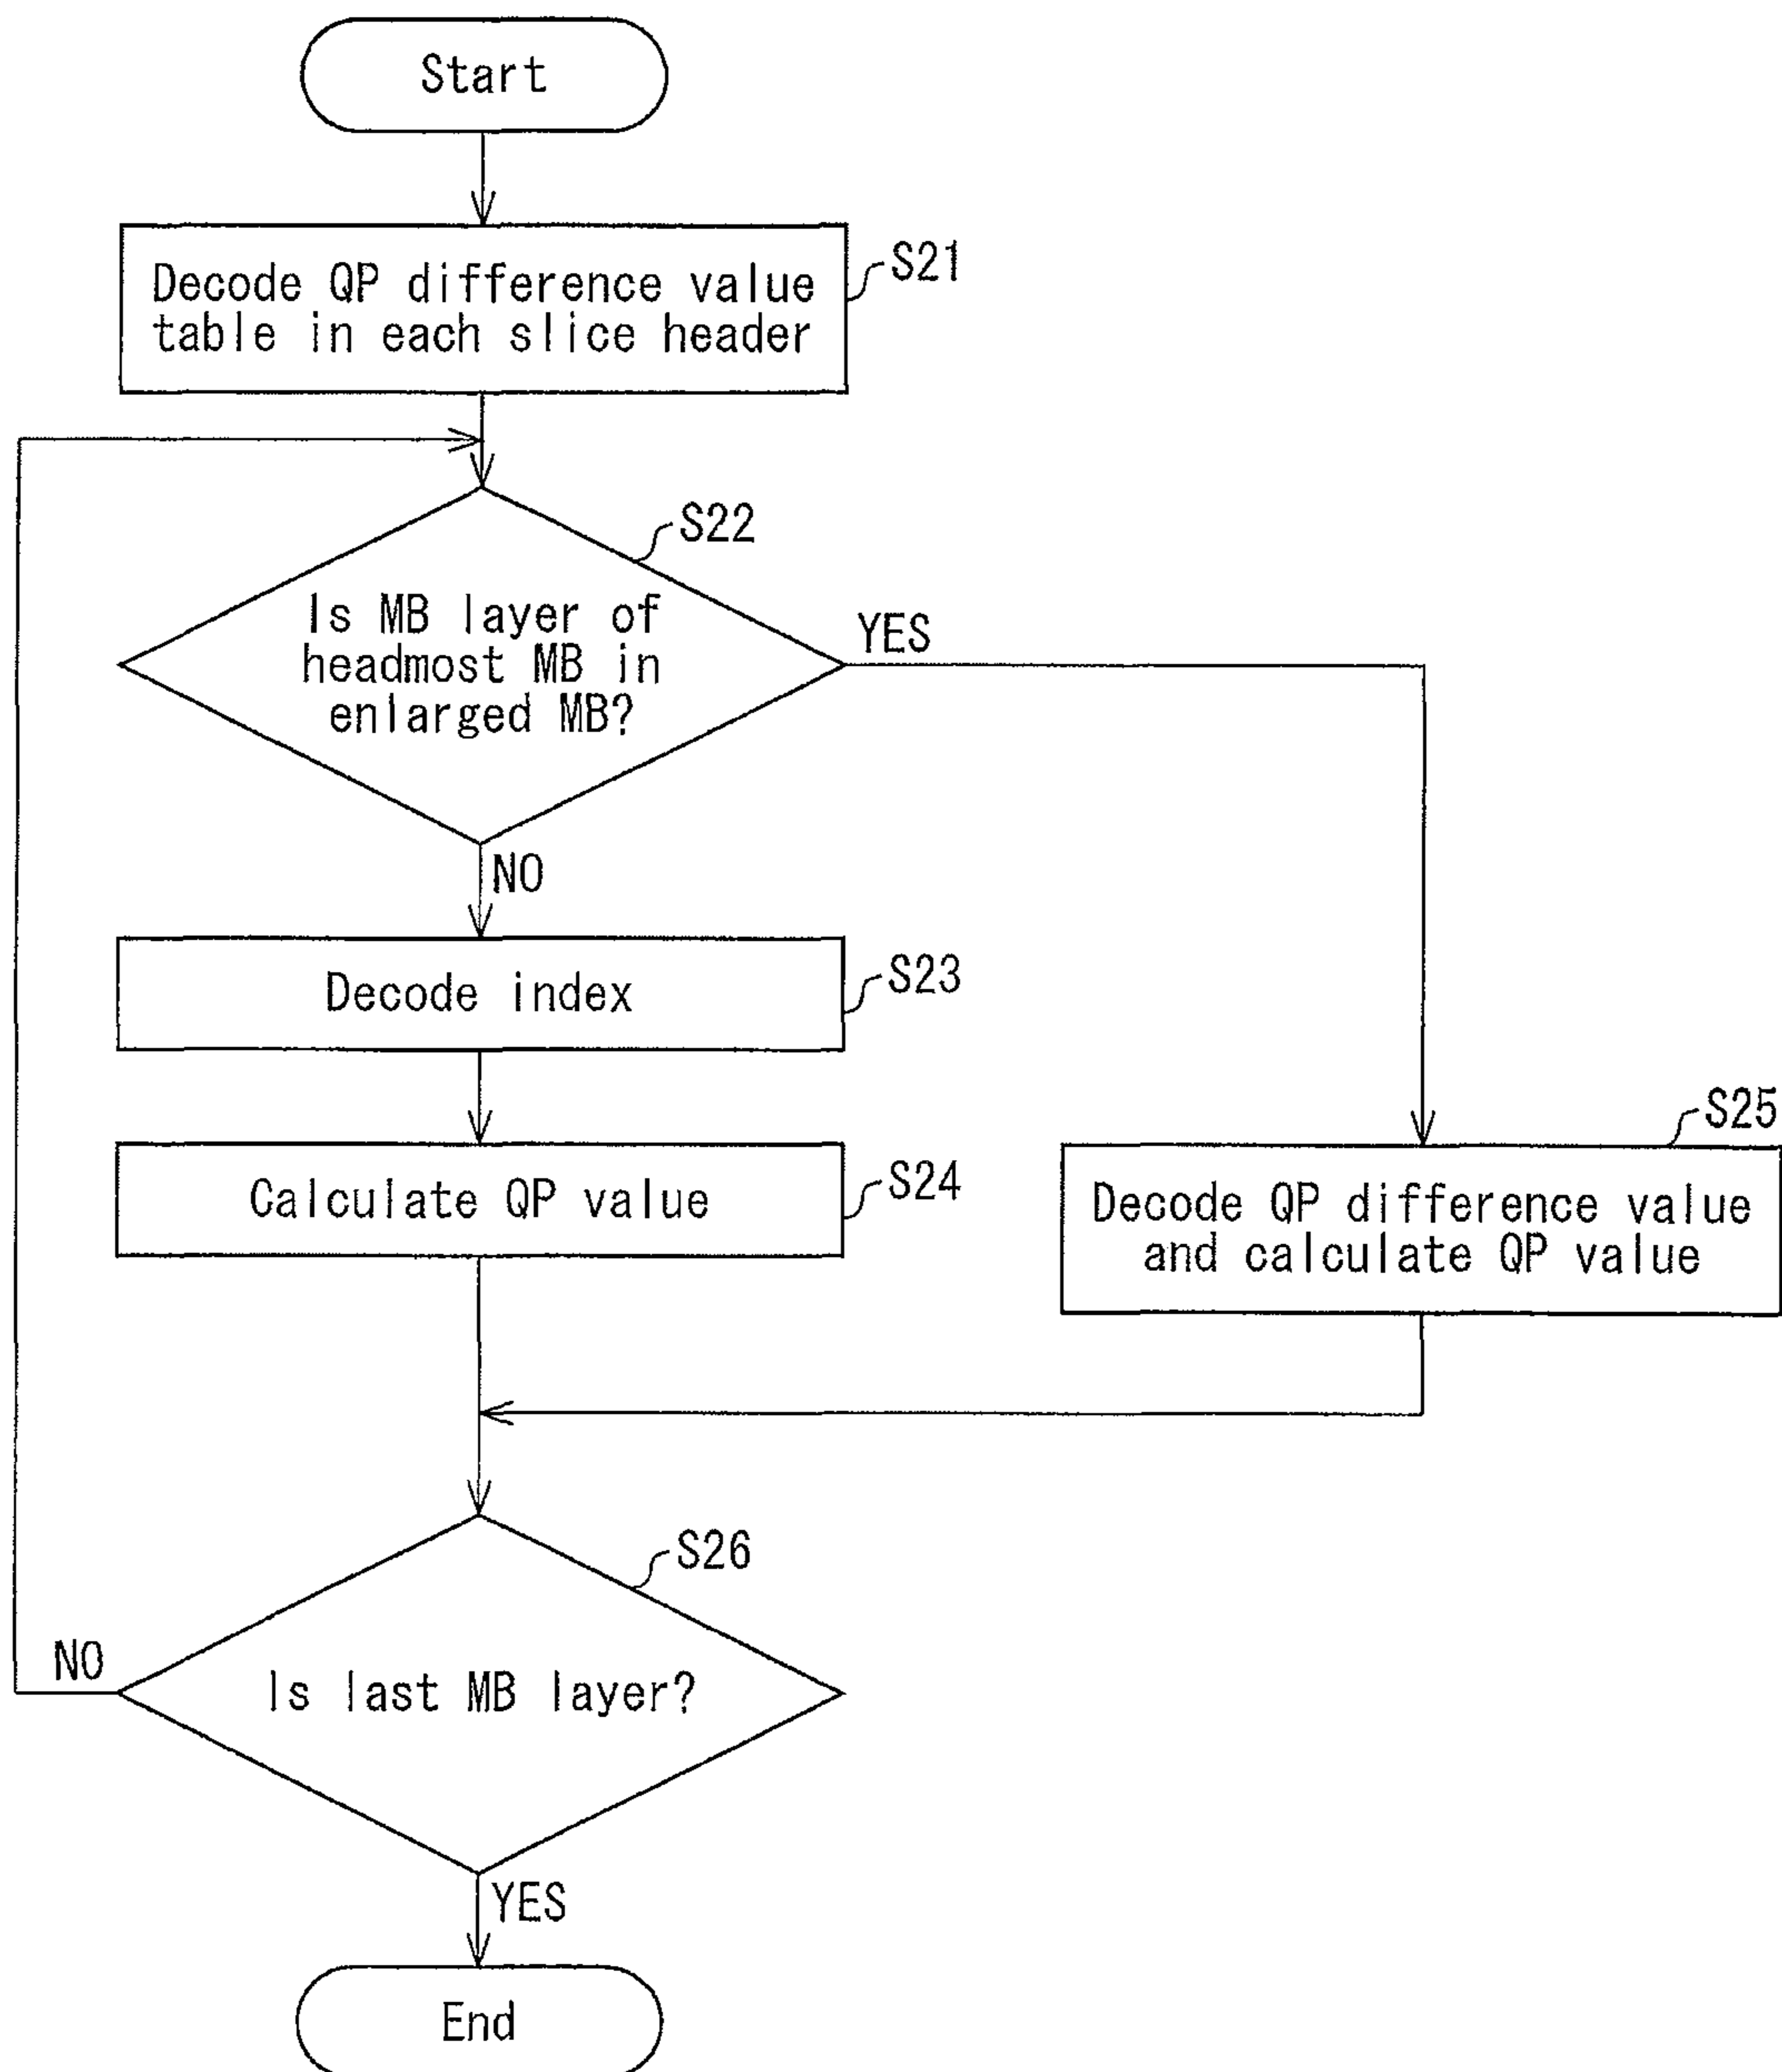 Start
Decode QP difference value
table in each slice header
S21
S22
Is MB layer of
headmost MB in
enlarged MB?
YES
NO
Decode index
S23
Calculate QP value
S24
S25
Decode QP difference value
and calculate QP value
S26
Is last MB layer?
NO
YES
End